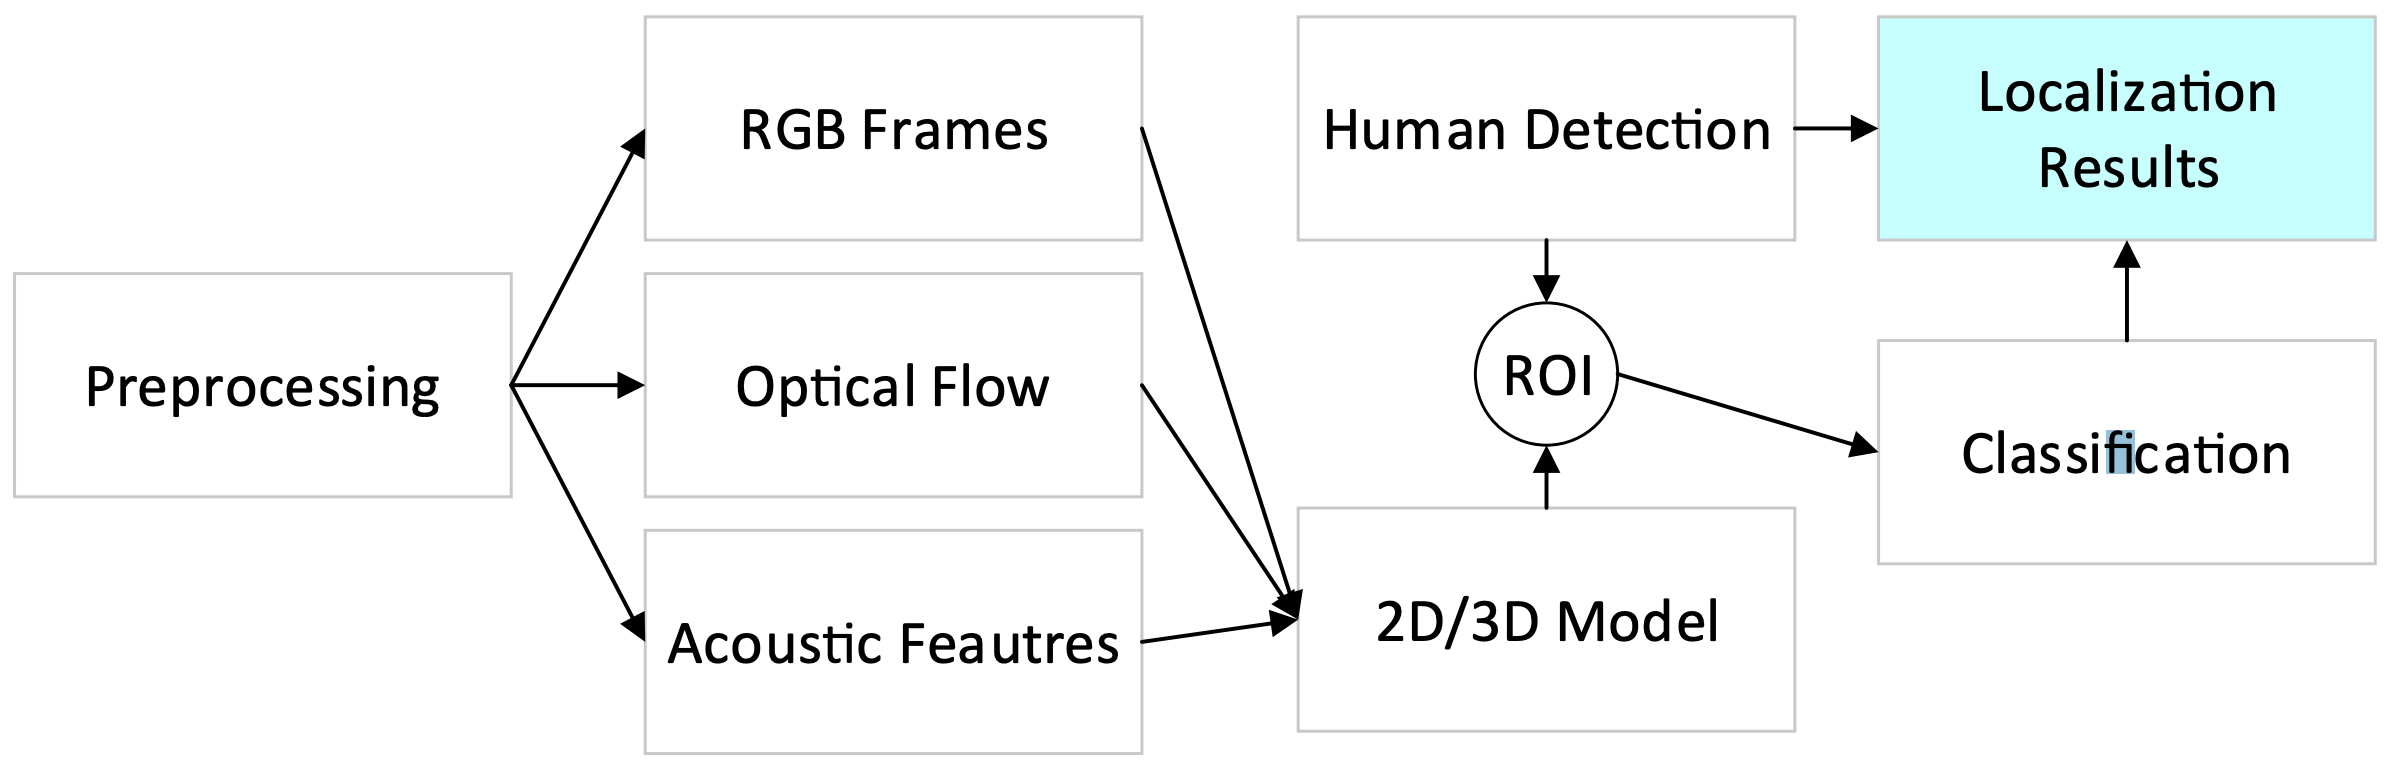 Preprocessing
RGB Frames
Optical Flow
Acoustic Feautres
Human Detection
ROI
2D/3D Model
Localization
Results
Classification